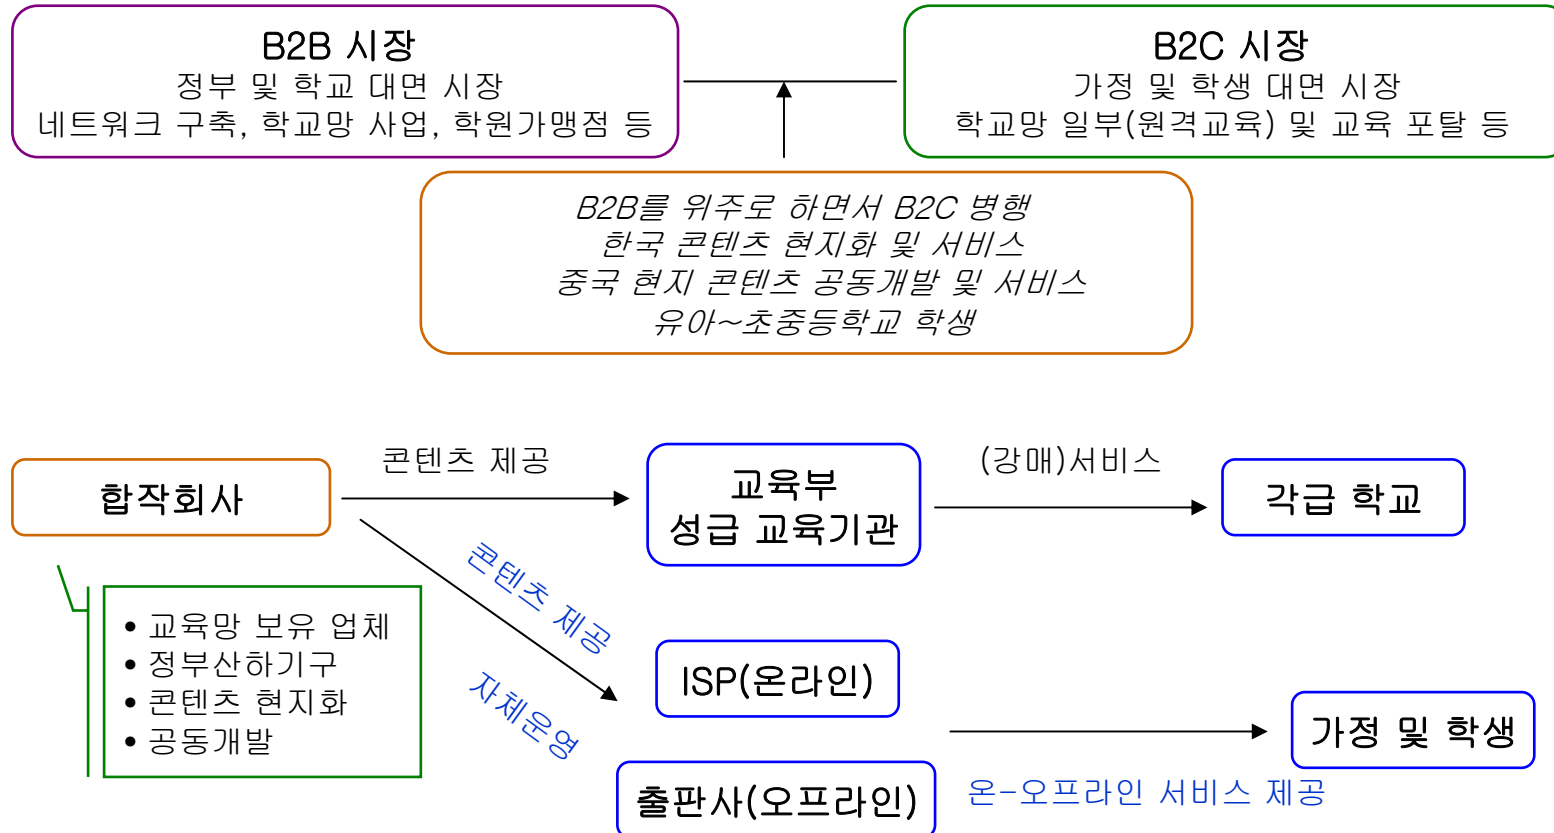 B2B 시장
정부 및 학교 대면 시장
네트워크 구축, 학교망 사업, 학원가맹점 등
B2C 시장
가정 및 학생 대면 시장
학교망 일부(원격교육) 및 교육 포탈 등
B2B를 위주로 하면서 B2C 병행
한국 콘텐츠 현지화 및 서비스
중국 현지 콘텐츠 공동개발 및 서비스
유아~초중등학교 학생
합작회사
콘텐츠 제공
교육부
성급 교육기관
(강매)서비스
각급 학교
• 교육망 보유 업체
• 정부산하기구
• 콘텐츠 현지화
• 공동개발
콘텐츠 제공
자체운영
ISP(온라인)
출판사(오프라인)
가정 및 학생
온-오프라인 서비스 제공